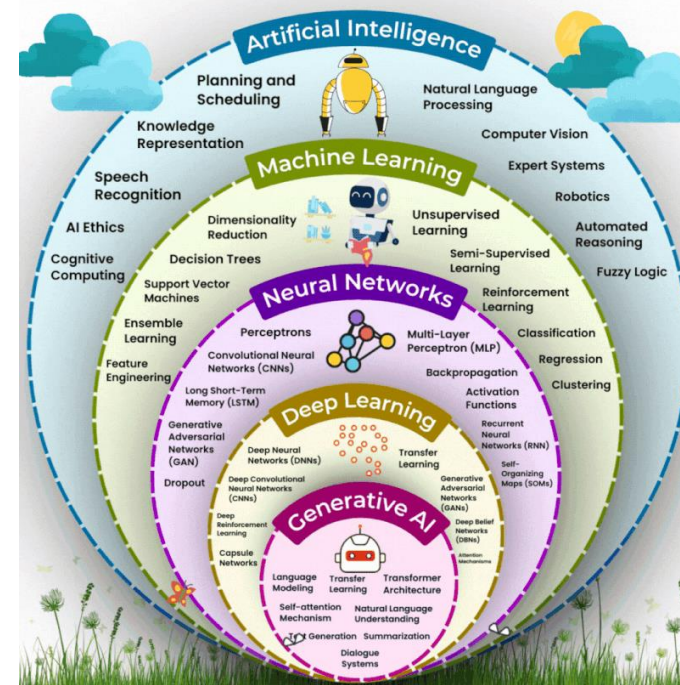 Artificial Intelligence
Planning and
Scheduling
Natural Language
Processing
Knowledge
Representation
Computer Vision
Machine Learning
Expert Systems
Speech
Recognition
Robotics
Dimensionality
Reduction
Unsupervised
Learning
AI Ethics
Automated
Reasoning
Cognitive
Computing
Decision Trees
Semi-Supervised
Learning
Fuzzy Logic
Support Vector
Machines
Neural Networks
Reinforcement
Learning
Ensemble
Learning
Perceptrons
Multi-Layer
Perceptron (MLP)
Classification
Feature
Engineering
Convolutional Neural
Networks (CNNs)
Backpropagation
Regression
Clustering
Long Short-Term
Memory (LSTM)
Deep Learning
Activation
Functions
Generative
Adversarial
Networks
(GAN)
Recurrent
Neural
Networks (RNN)
Deep Neural
Networks (DNNs)
Transfer
Learning
Self-
Organizing
Maps (SOMs)
Dropout
Deep Convolutional
Neural Networks
(CNNs)
Generative
Adversarial
Networks
(GANs)
Generative AI
Deep
Reinforcement
Learning
Deep Belief
Networks
(DBNs)
Capsule
Networks
Attention
Mechanisms
Language
Modeling
Transfer
Learning
Transformer
Architecture
Self-attention
Mechanism
Natural Language
Understanding
Generation
Summarization
Dialogue
Systems